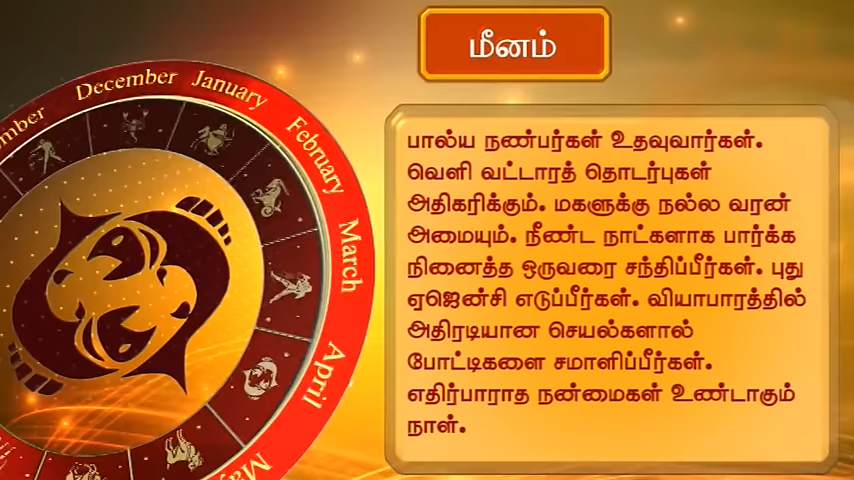 மீனம்
பால்ய நண்பர்கள் உதவுவார்கள்.
வெளி வட்டாரத் தொடர்புகள்
அதிகரிக்கும். மகளுக்கு நல்ல வரன்
அமையும். நீண்ட நாட்களாக பார்க்க
நினைத்த ஒருவரை சந்திப்பீர்கள். புது
ஏஜென்சி எடுப்பீர்கள். வியாபாரத்தில்
அதிரடியான செயல்களால்
போட்டிகளை சமாளிப்பீர்கள்.
எதிர்பாராத நன்மைகள் உண்டாகும்
நாள்.
December
January
February
March
April